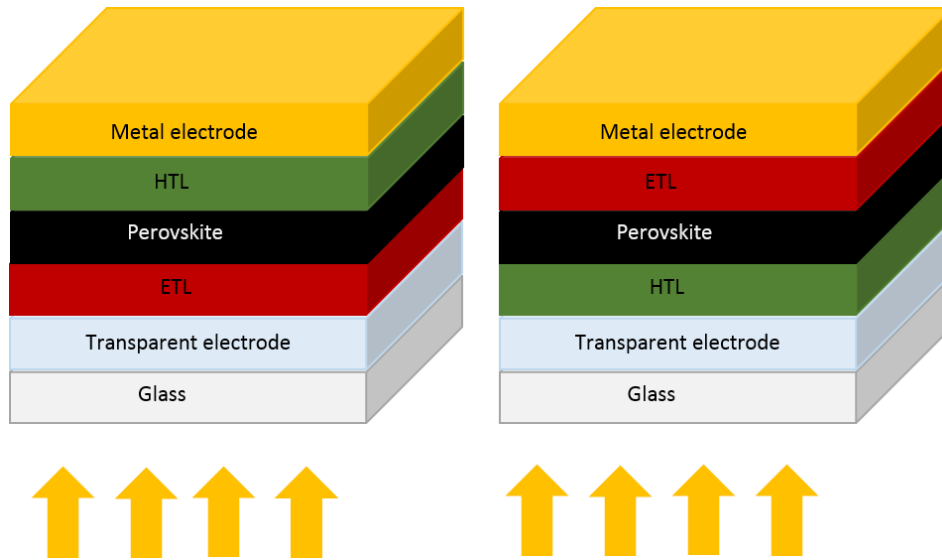 Metal electrode
HTL
Perovskite
ETL
Transparent electrode
Glass
Metal electrode
ETL
Perovskite
HTL
Transparent electrode
Glass